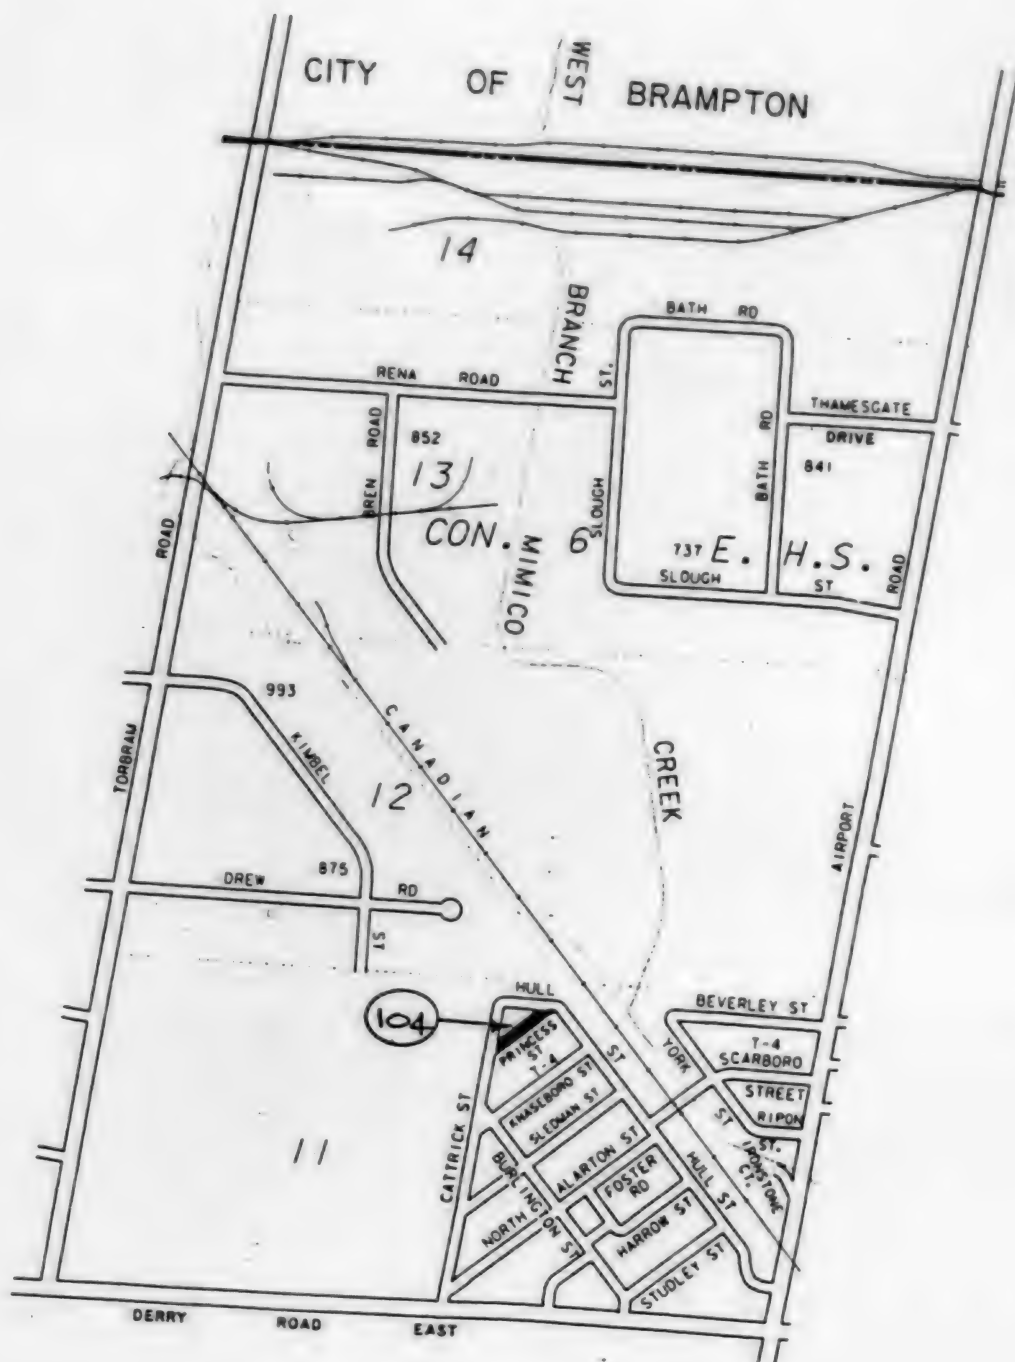 CITY OF BRAMPTON
WEST
14
BRANCH
BATH RD
RENA ROAD
ST.
THAMESGATE
DRIVE
BREN ROAD
852
13
BATH RD
841
ROAD
SLOUGH
CON. 6
737
E. H.S.
SLOUGH ST
ROAD
MIMICO
993
KIMBEL
CANADIAN
CREEK
TORBRAM
12
AIRPORT
875
DREW RD
ST
HULL
BEVERLEY ST
104
PRINCESS
ST
T-4
ST
YORK
T-4
SCARBORO
STREET
KHASEBORO ST
SLEDMAN ST
RIPON
ST.
ST
IRONSTONE
CT.
CATTRICK ST
11
BURLINGTON ST
ALARTON ST
FOSTER
RD
HULL ST
NORTH
HARROW ST
STUDLEY ST
DERRY ROAD EAST